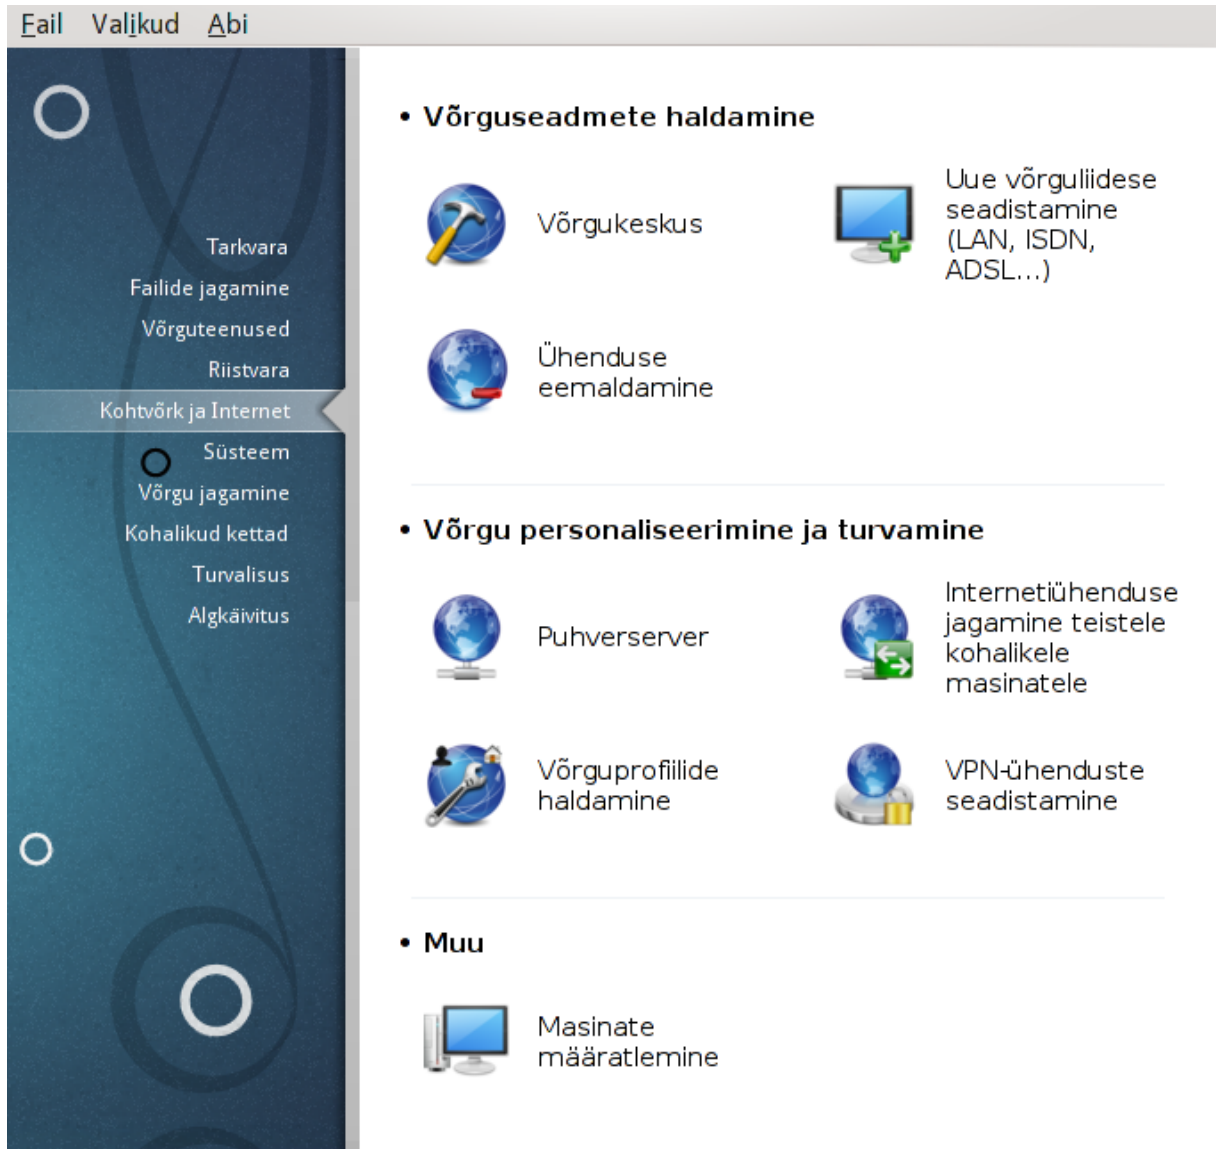 Fail Valikud Abi
Tarkvara
Failide jagamine
Võrguteenused
Riistvara
Kohtvõrk ja Internet
Süsteem
Võrgu jagamine
Kohalikud kettad
Turvalisus
Algkäivitus
• Võrguseadmete haldamine
Võrgukeskus
Uue võrguliidese
seadistamine
(LAN, ISDN,
ADSL...)
Ühenduse
eemaldamine
• Võrgu personaliseerimine ja turvamine
Puhverserver
Internetiühenduse
jagamine teistele
kohalikele
masinatele
Võrguprofiilide
haldamine
VPN-ühenduste
seadistamine
• Muu
Masinate
määratlemine